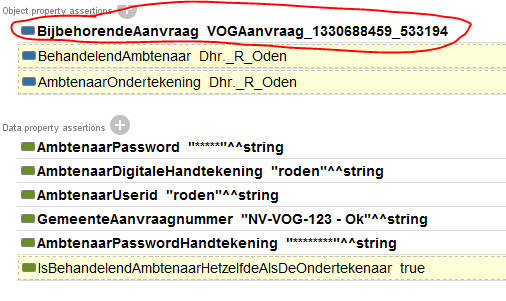 Object property assertions
BijbehorendeAanvraag VOGAanvraag_1330688459_533194
BehandelendAmbtenaar Dhr._R_Oden
AmbtenaarOndertekening Dhr._R_Oden
Data property assertions
AmbtenaarPassword "*****"^^string
AmbtenaarDigitaleHandtekening "roden"^^string
AmbtenaarUserid "roden"^^string
GemeenteAanvraagnummer "NV-VOG-123 - Ok"^^string
AmbtenaarPasswordHandtekening "********"^^string
IsBehandelendAmbtenaarHetzelfdeAlsDeOndertekenaar true